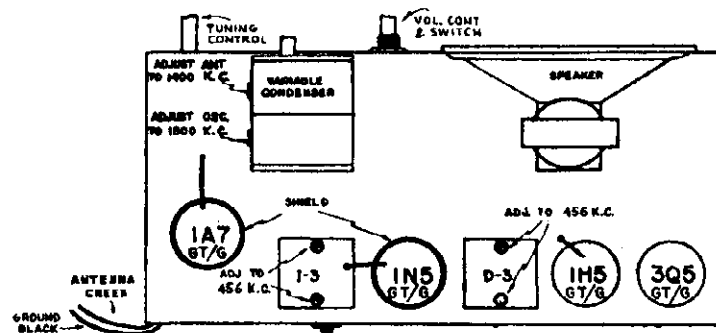 TUNING
CONTROL
VOL. CONT
& SWITCH
ADJUST ANT
TO 1400 K.C.
VARIABLE
CONDENSER
SPEAKER
ADJUST OSC.
TO 1500 K.C.
SHIELD
1A7
GT/G
ADJ TO
456 K.C.
I-3
1N5
GT/G
ADJ. TO 456 K.C.
D-3
1H5
GT/G
3Q5
GT/G
ANTENNA
GREEN
GROUND
BLACK